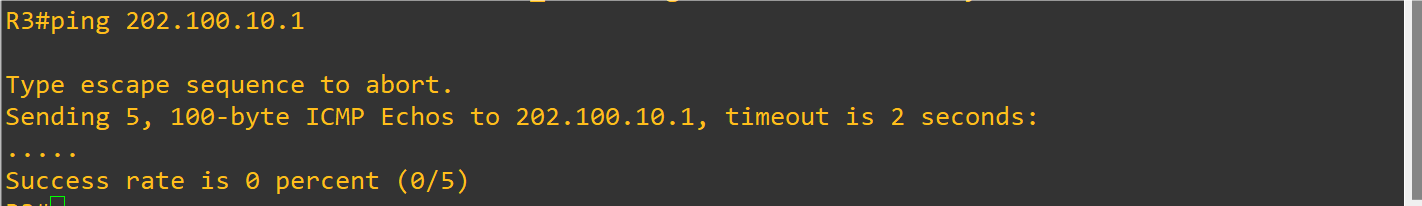 R3#ping 202.100.10.1
Type escape sequence to abort.
Sending 5, 100-byte ICMP Echos to 202.100.10.1, timeout is 2 seconds:
.....
Success rate is 0 percent (0/5)